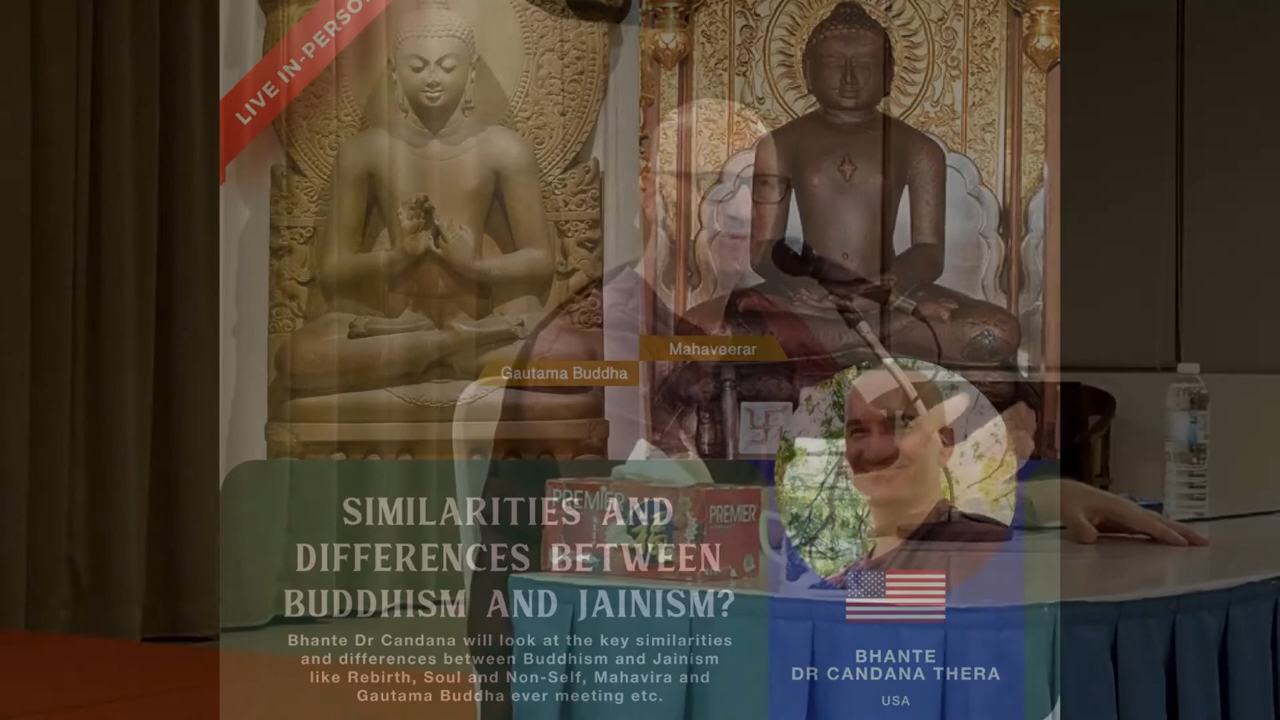 LIVE IN-PERSON
Mahaveerar
Gautama Buddha
PREMIER
PREMIER
SIMILARITIES AND
DIFFERENCES BETWEEN
BUDDHISM AND JAINISM?
Bhante Dr Candana will look at the key similarities
and differences between Buddhism and Jainism
like Rebirth, Soul and Non-Self, Mahavira and
Gautama Buddha ever meeting etc.
BHANTE
DR CANDANA THERA
USA